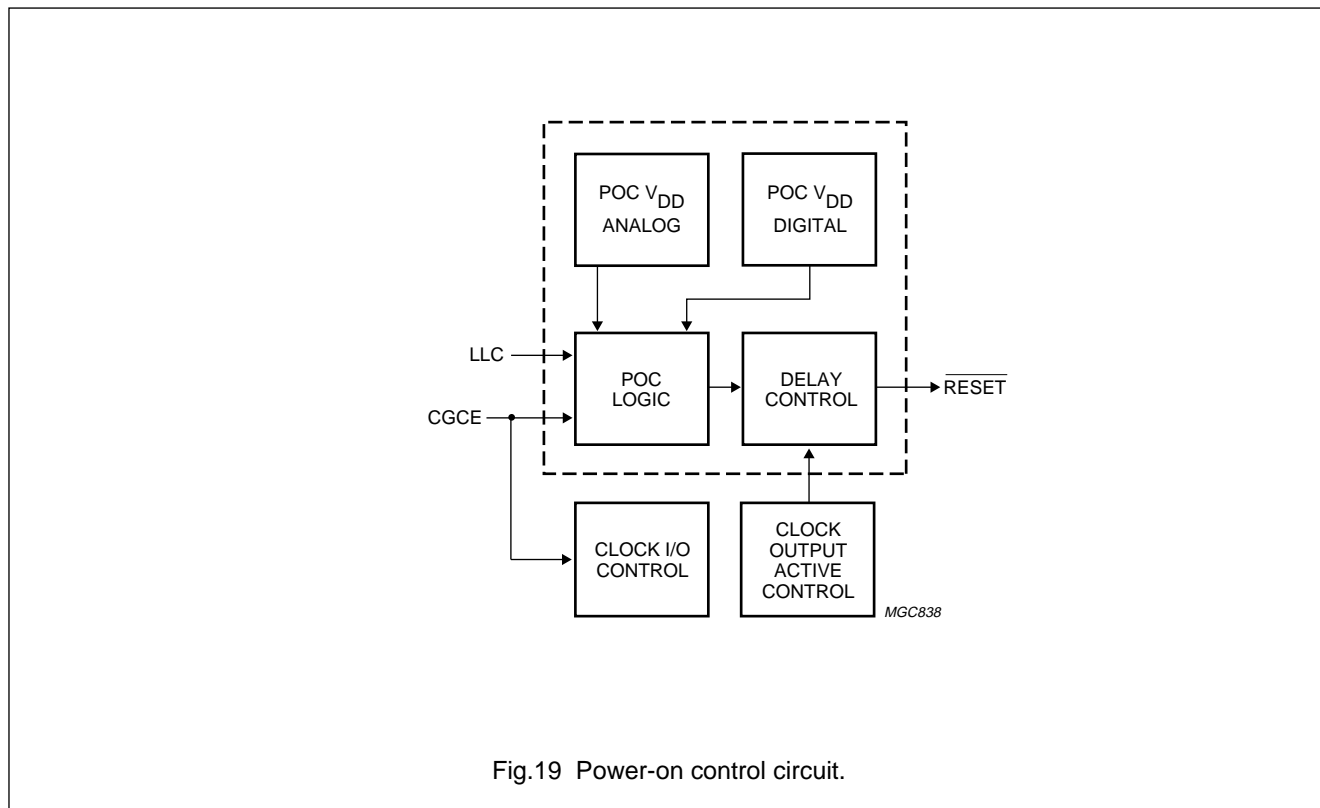 POC VDD
ANALOG
POC VDD
DIGITAL
LLC
POC
LOGIC
DELAY
CONTROL
RESET
CGCE
CLOCK I/O
CONTROL
CLOCK
OUTPUT
ACTIVE
CONTROL
MGC838
Fig.19 Power-on control circuit.